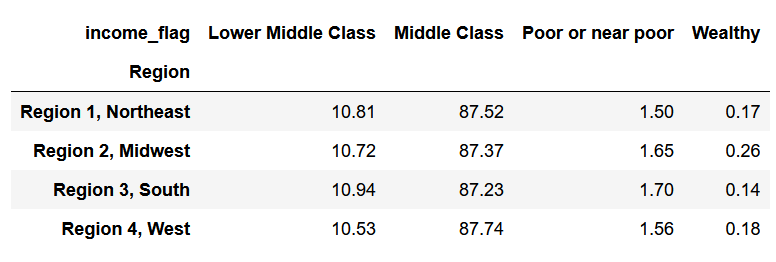 income_flag Lower Middle Class Middle Class Poor or near poor Wealthy
Region
Region 1, Northeast 10.81 87.52 1.50 0.17
Region 2, Midwest 10.72 87.37 1.65 0.26
Region 3, South 10.94 87.23 1.70 0.14
Region 4, West 10.53 87.74 1.56 0.18